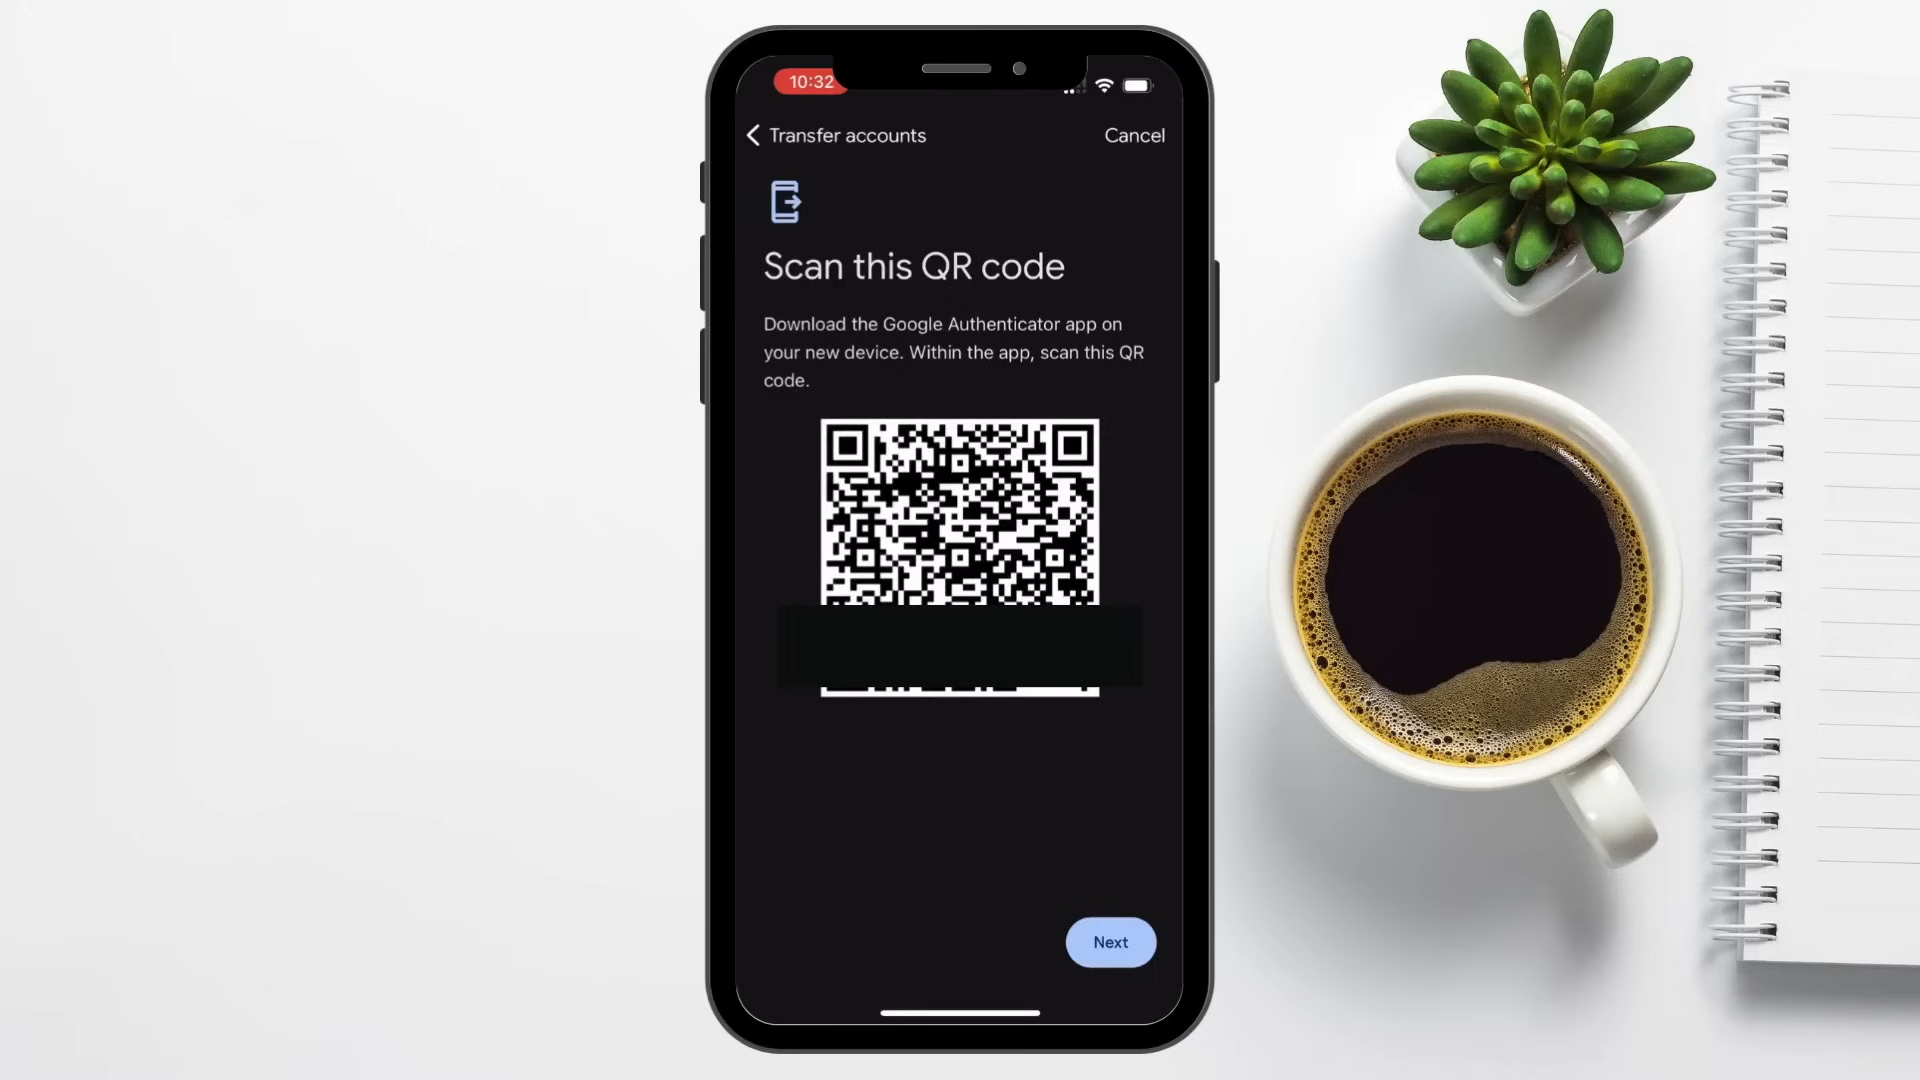 10:32
Transfer accounts
Cancel
Scan this QR code
Download the Google Authenticator app on
your new device. Within the app, scan this QR
code.
Next